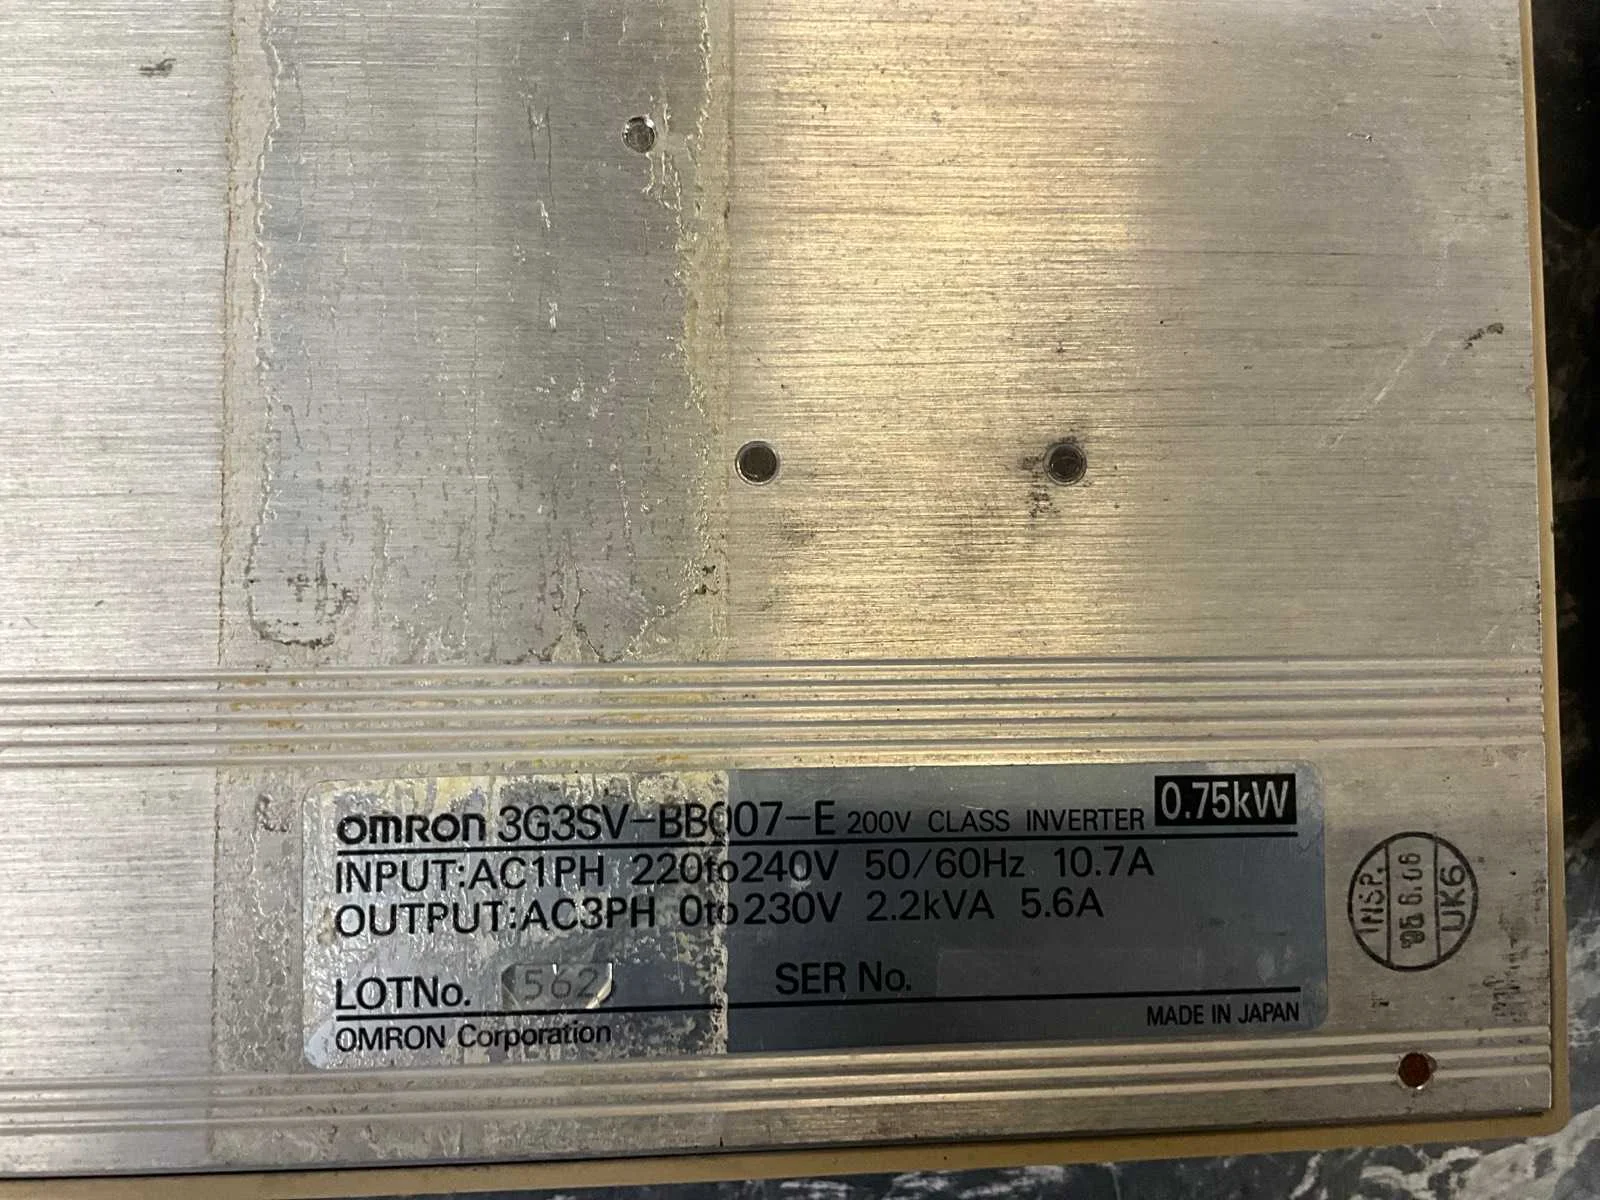 omron 3G3SV-BB007-E 200V CLASS INVERTER 0.75kW
INPUT:AC1PH 220to240V 50/60Hz 10.7A
OUTPUT:AC3PH 0to230V 2.2kVA 5.6A
LOTNo. 562 SER No.
MADE IN JAPAN
OMRON Corporation
INSP.
UK6